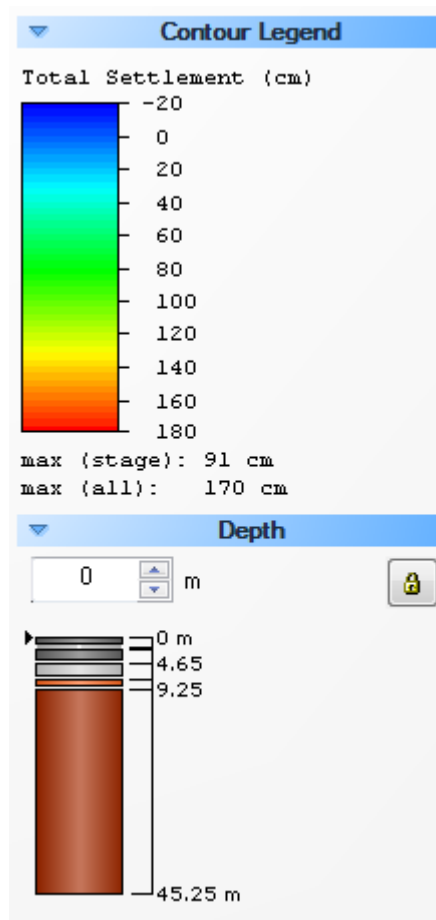 Contour Legend
Total Settlement (cm)
-20
0
20
40
60
80
100
120
140
160
180
max (stage): 91 cm
max (all): 170 cm
Depth
0 m
0 m
4.65
9.25
45.25 m